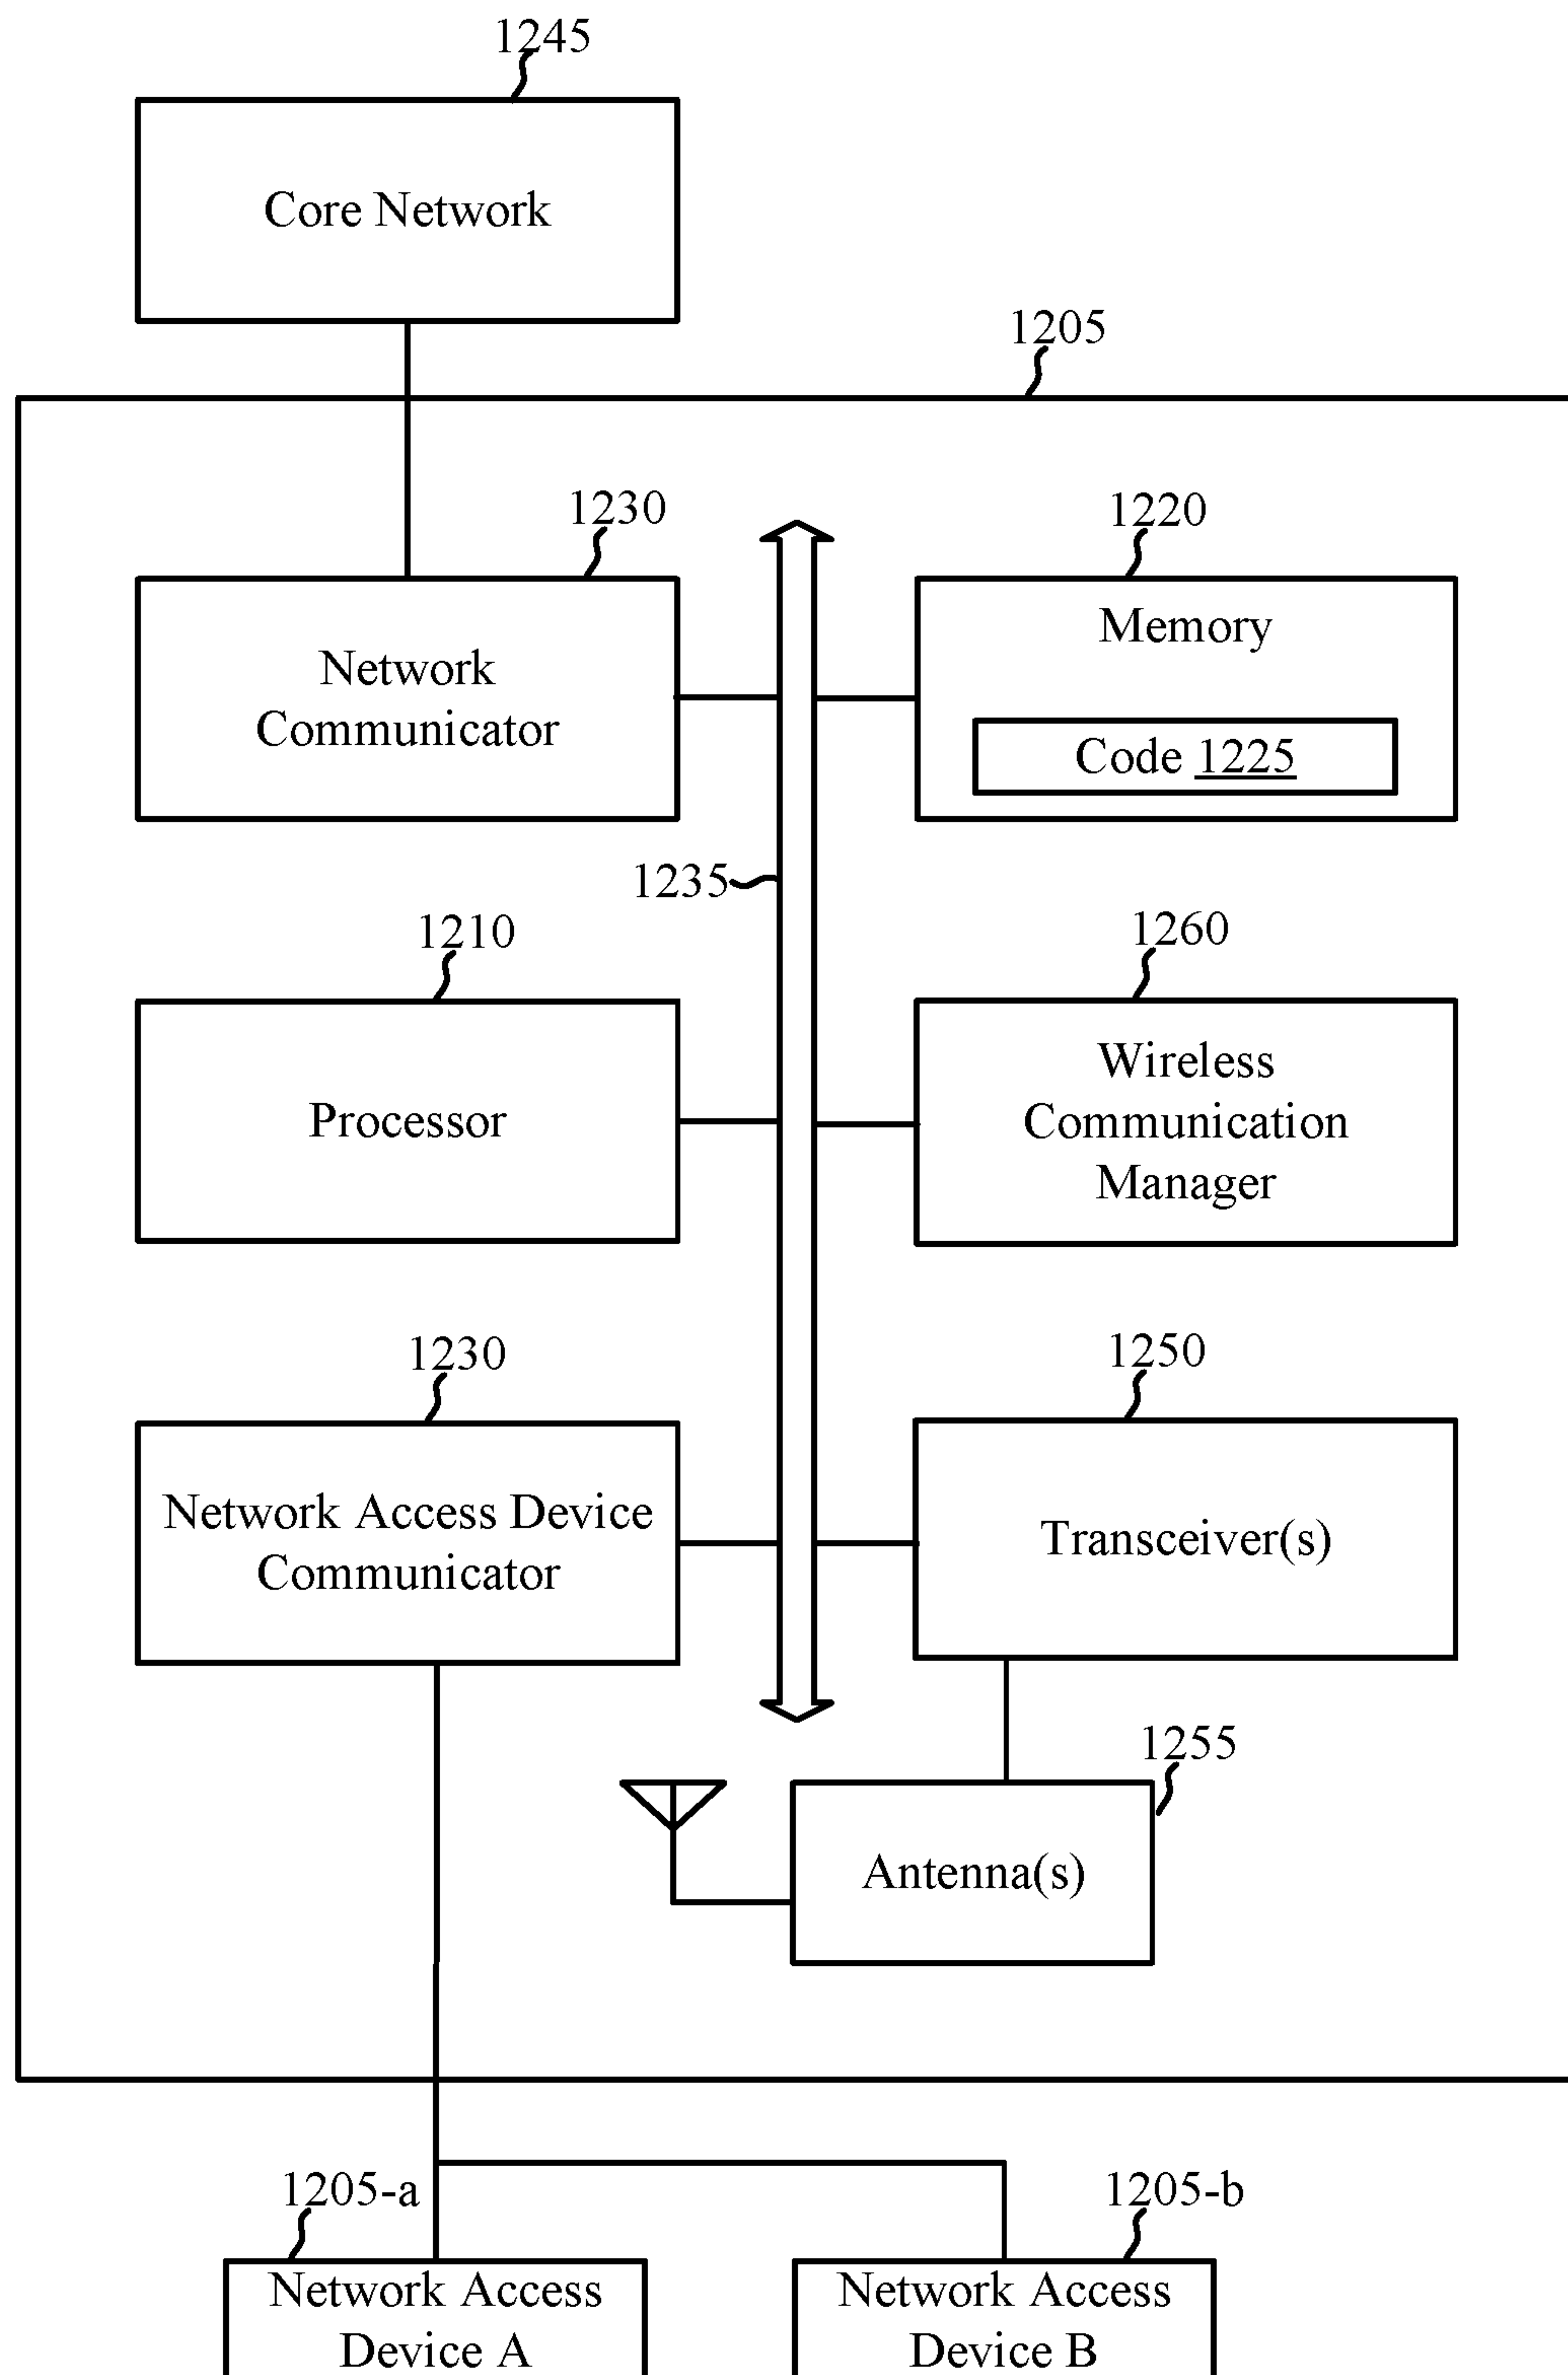 1245
Core Network
1205
1230
1220
Network
Communicator
Memory
Code 1225
1235
1210
1260
Processor
Wireless
Communication
Manager
1230
1250
Network Access Device
Communicator
Transceiver(s)
1255
Antenna(s)
1205-a
1205-b
Network Access
Device A
Network Access
Device B